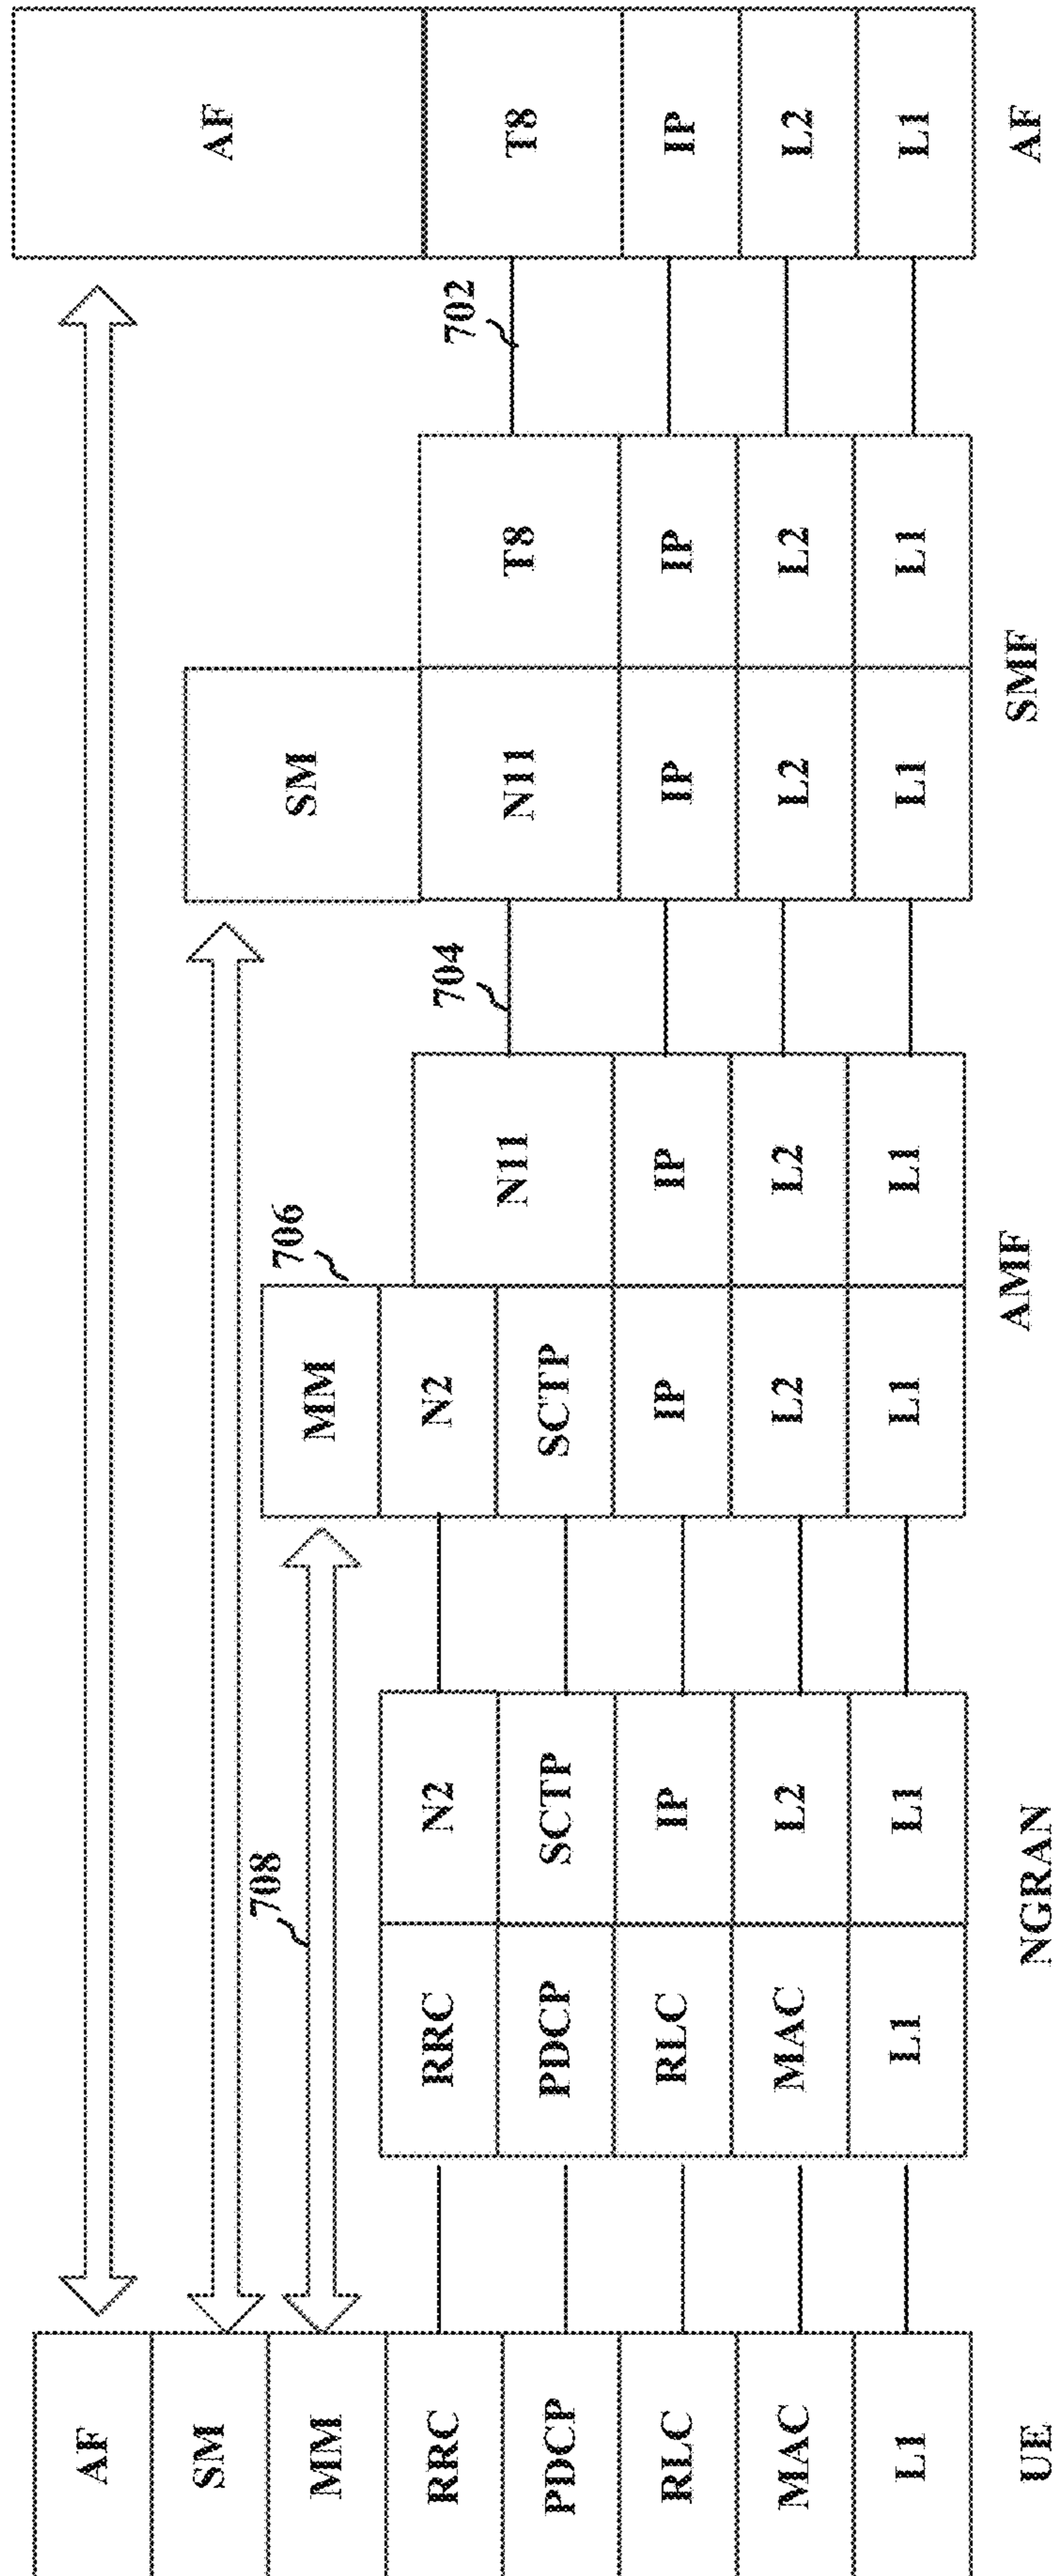 AF
SM
MM
RRC
PDCP
RLC
MAC
L1
UE
708
RRC
PDCP
RLC
MAC
L1
N2
SCTP
IP
L2
L1
NGRAN
MM
N2
SCTP
IP
L2
L1
706
N11
IP
L2
L1
AMF
704
SM
N11
IP
L2
L1
T8
IP
L2
L1
SMF
702
AF
T8
IP
L2
L1
AF